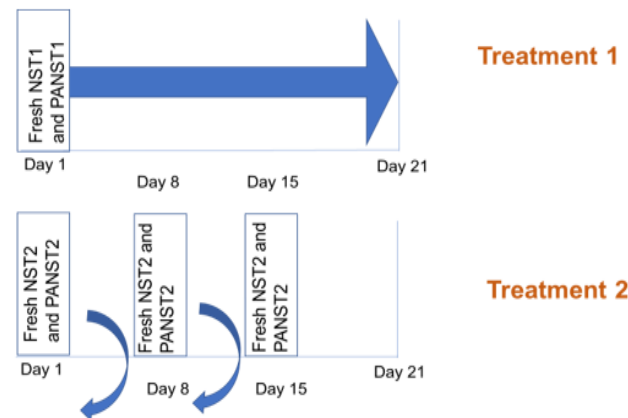 Fresh NST1
and PANST1
Treatment 1
Day 1
Day 8
Day 15
Day 21
Fresh NST2
and PANST2
Fresh NST2 and
PANST2
Fresh NST2 and
PANST2
Treatment 2
Day 1
Day 8
Day 15
Day 21